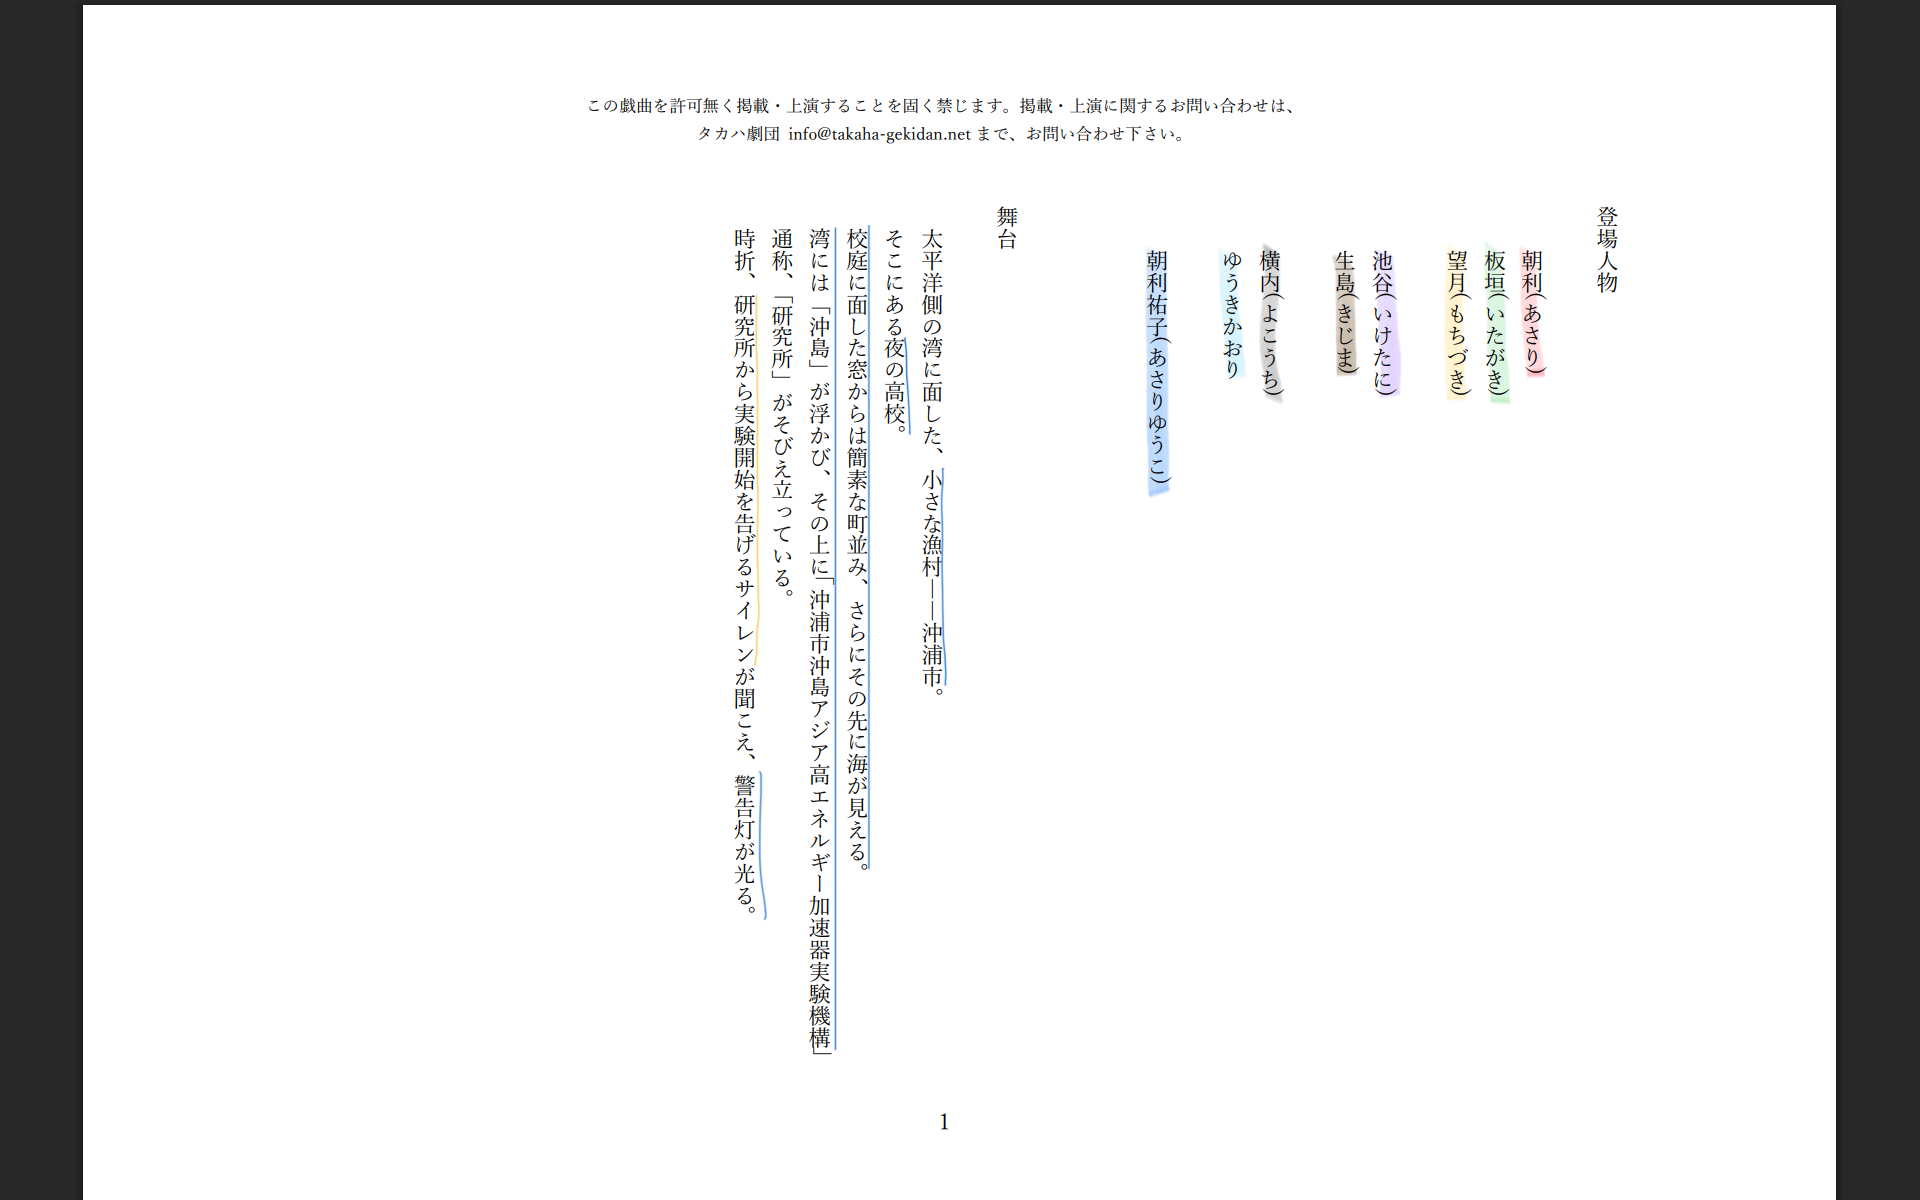 この戯曲を許可無く掲載・上演することを固く禁じます。掲載・上演に関するお問い合わせは、
タカハ劇団 info@takaha-gekidan.net まで、お問い合わせ下さい。
登場人物
朝利(あさり)
板垣(いたがき)
望月(もちづき)
池谷(いけたに)
生島(きじま)
横内(よこうち)
ゆうきかおり
朝利祐子(あさりゆうこ)
舞台
太平洋側の湾に面した、小さな漁村——沖浦市。
そこにある夜の高校。
校庭に面した窓からは簡素な町並み、さらにその先に海が見える。
湾には「沖島」が浮かび、その上に「沖浦市沖島アジア高エネルギー加速器実験機構」
通称、「研究所」がそびえ立っている。
時折、研究所から実験開始を告げるサイレンが聞こえ、警告灯が光る。
1